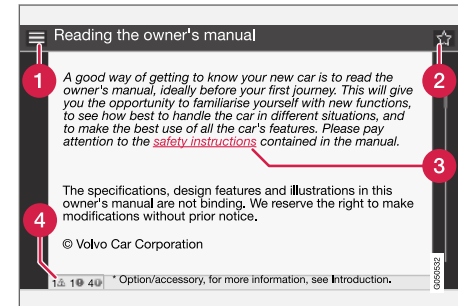 Reading the owner's manual
1
2
A good way of getting to know your new car is to read the
owner's manual, ideally before your first journey. This will give
you the opportunity to familiarise yourself with new functions,
to see how best to handle the car in different situations, and
to make the best use of all the car's features. Please pay
attention to the safety instructions contained in the manual.
3
The specifications, design features and illustrations in this
owner's manual are not binding. We reserve the right to make
modifications without prior notice.
4
© Volvo Car Corporation
1 1 4 * Option/accessory, for more information, see Introduction.
G050532